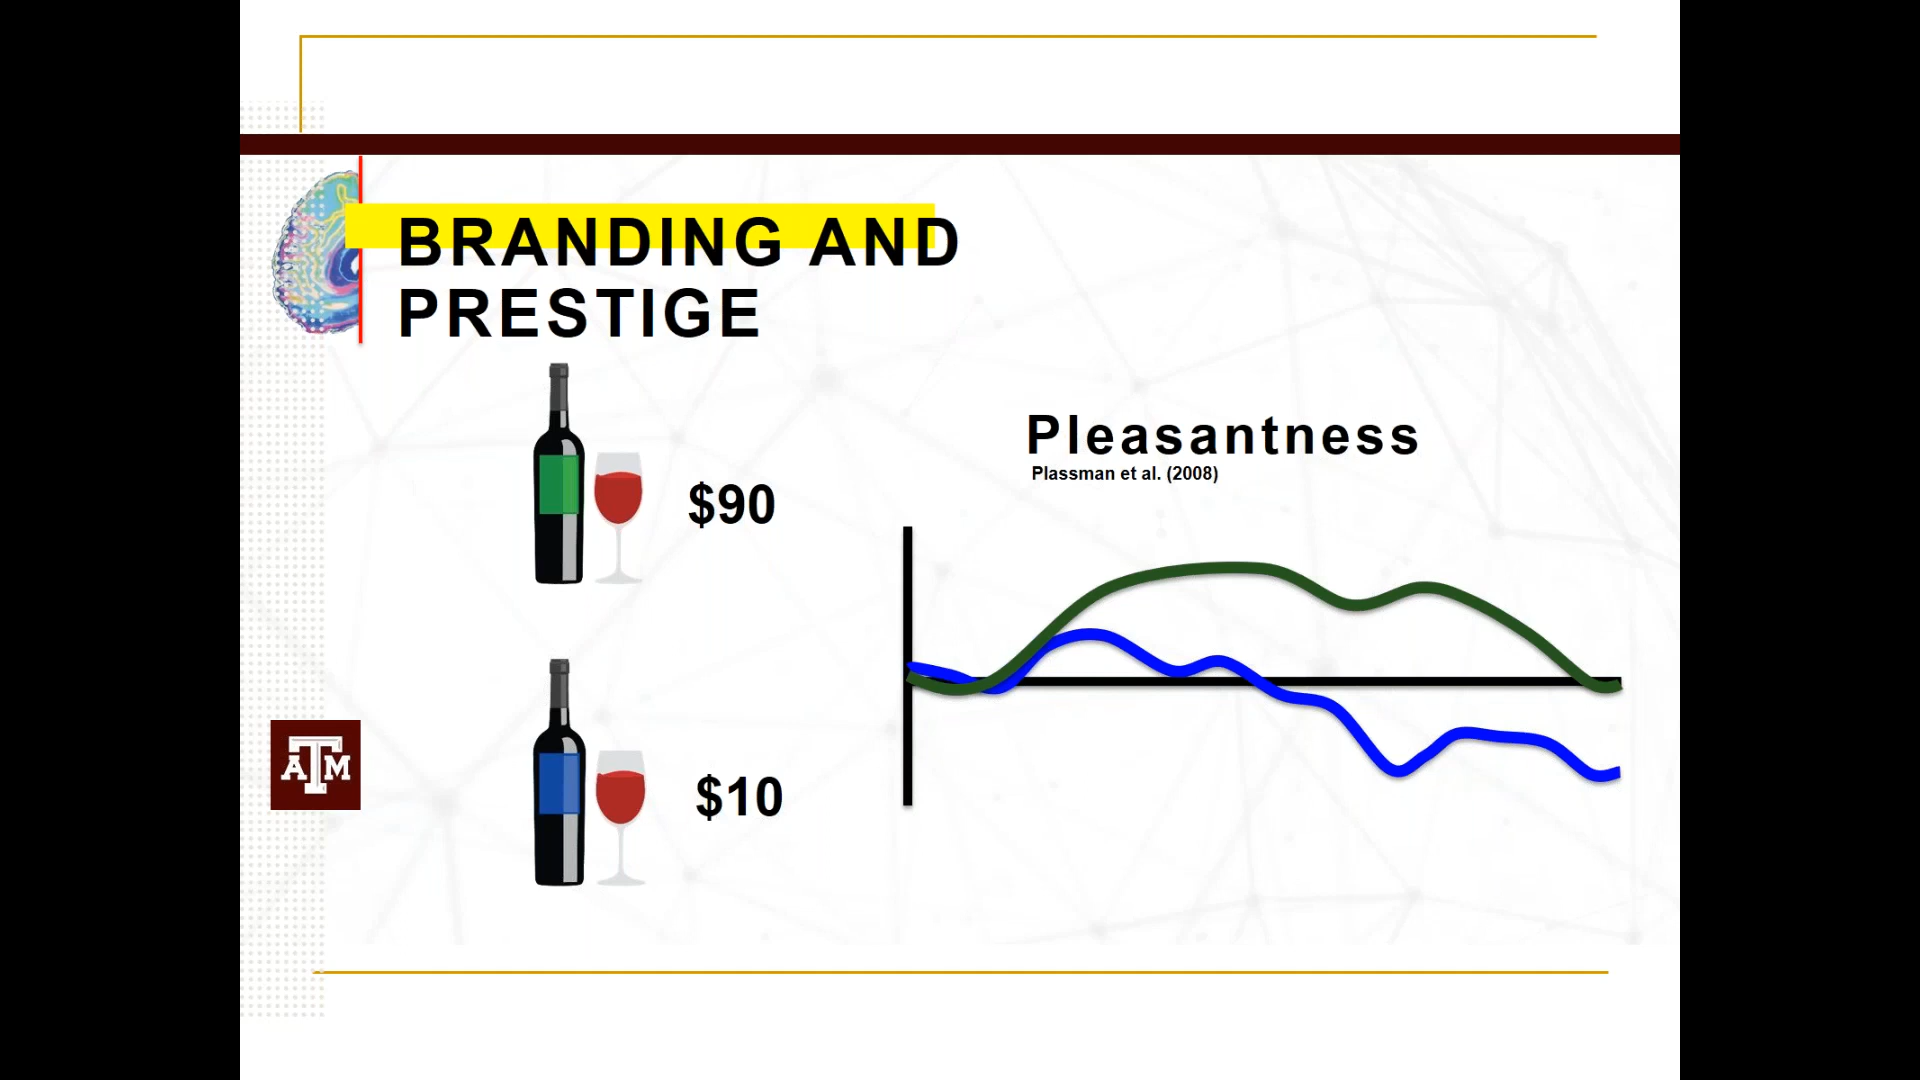 BRANDING AND
PRESTIGE
Pleasantness
Plassman et al. (2008)
$90
$10
ATM